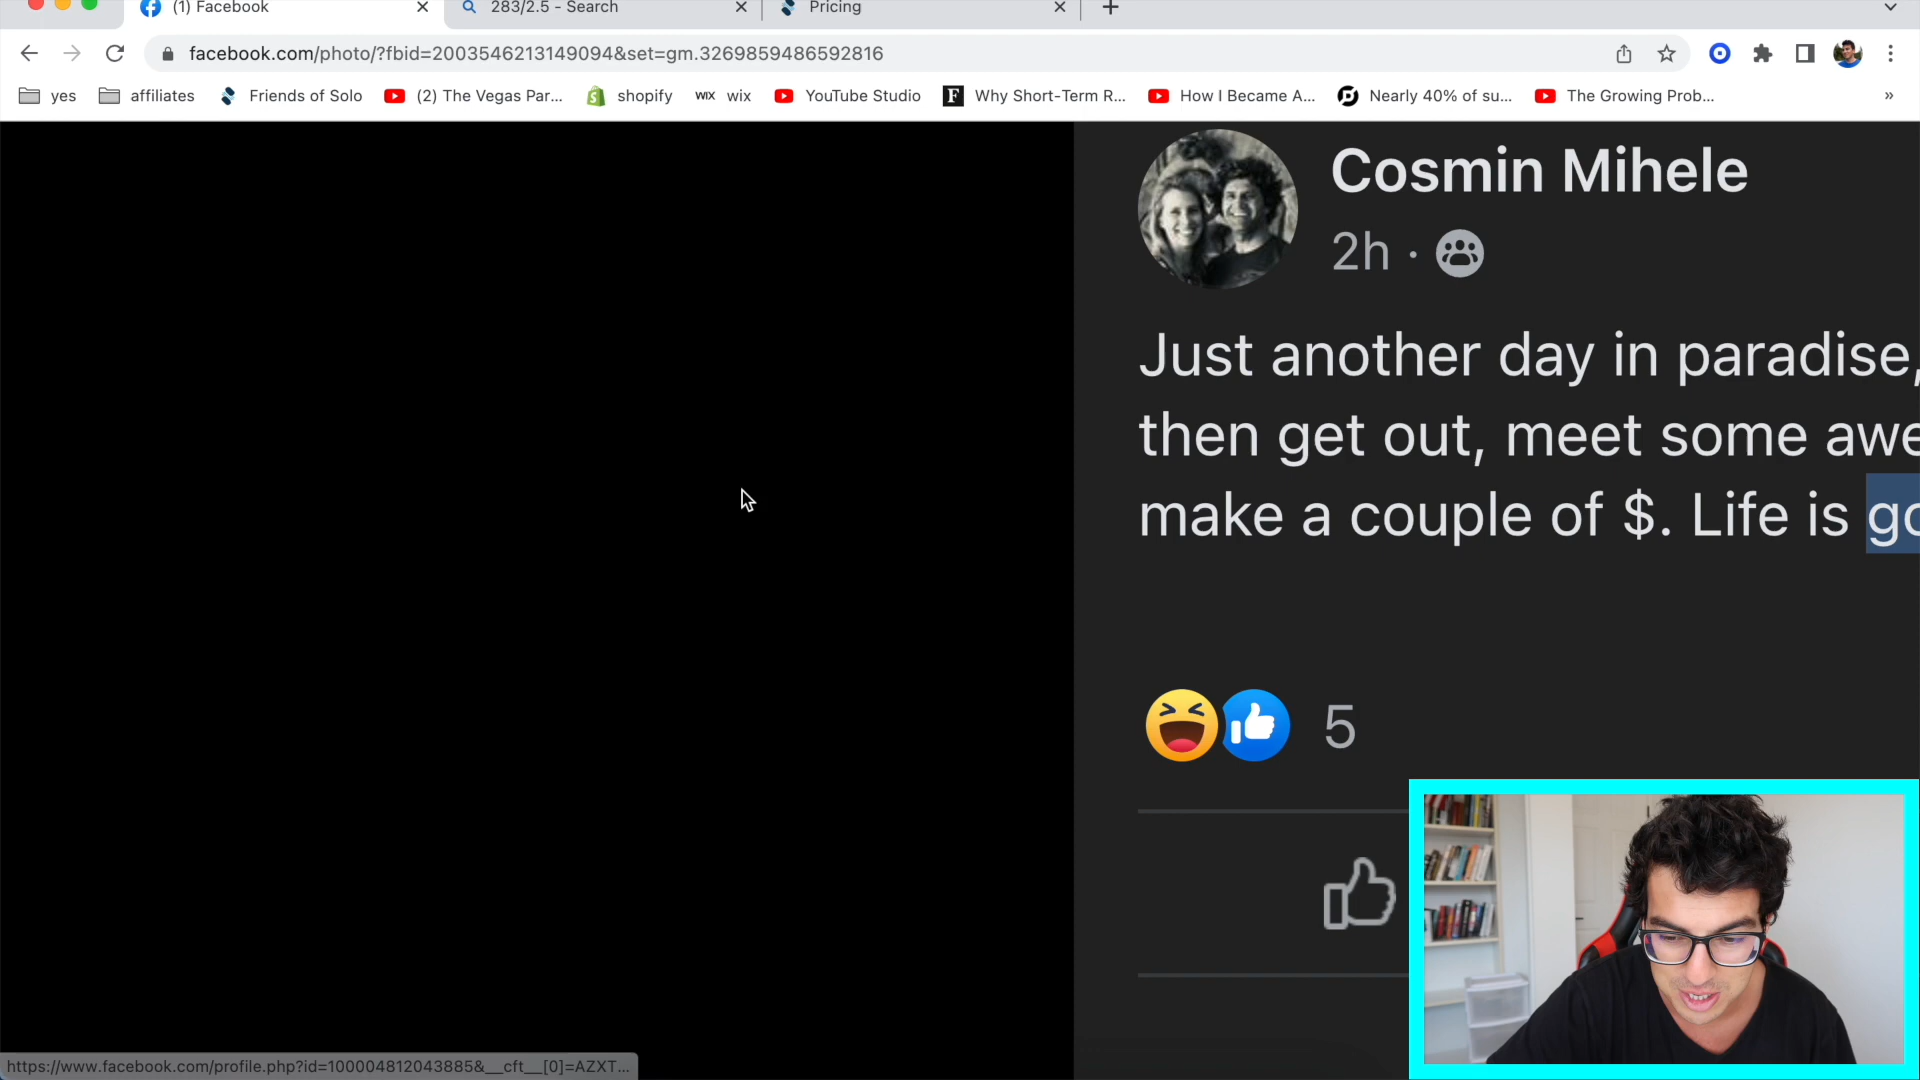 (1) Facebook
283/2.5 - Search
Pricing
facebook.com/photo/?fbid=2003546213149094&set=gm.3269859486592816
yes
affiliates
Friends of Solo
(2) The Vegas Par...
shopify
WIX wix
YouTube Studio
F Why Short-Term R...
How I Became A...
Nearly 40% of su...
The Growing Prob...
»
Cosmin Mihele
2h ·
Just another day in paradise,
then get out, meet some awe
make a couple of $. Life is go
5
https://www.facebook.com/profile.php?id=100004812043885&__cft__[0]=AZXT...